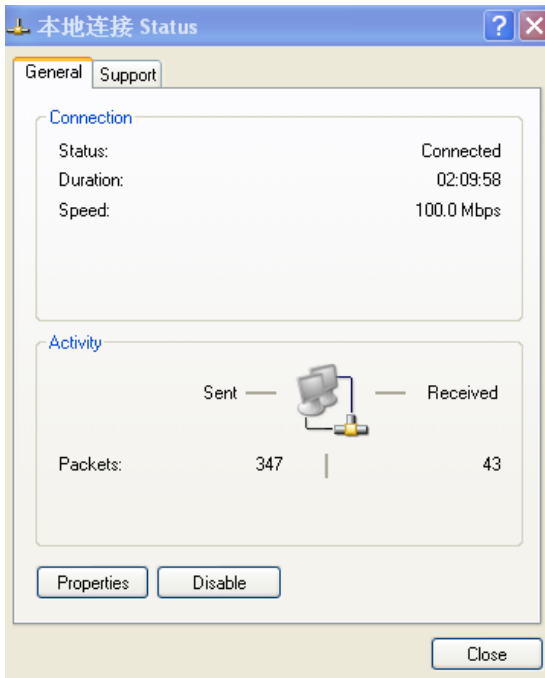 本地连接 Status
General Support
Connection
Status: Connected
Duration: 02:09:58
Speed: 100.0 Mbps
Activity
Sent Received
Packets: 347 43
Properties Disable
Close